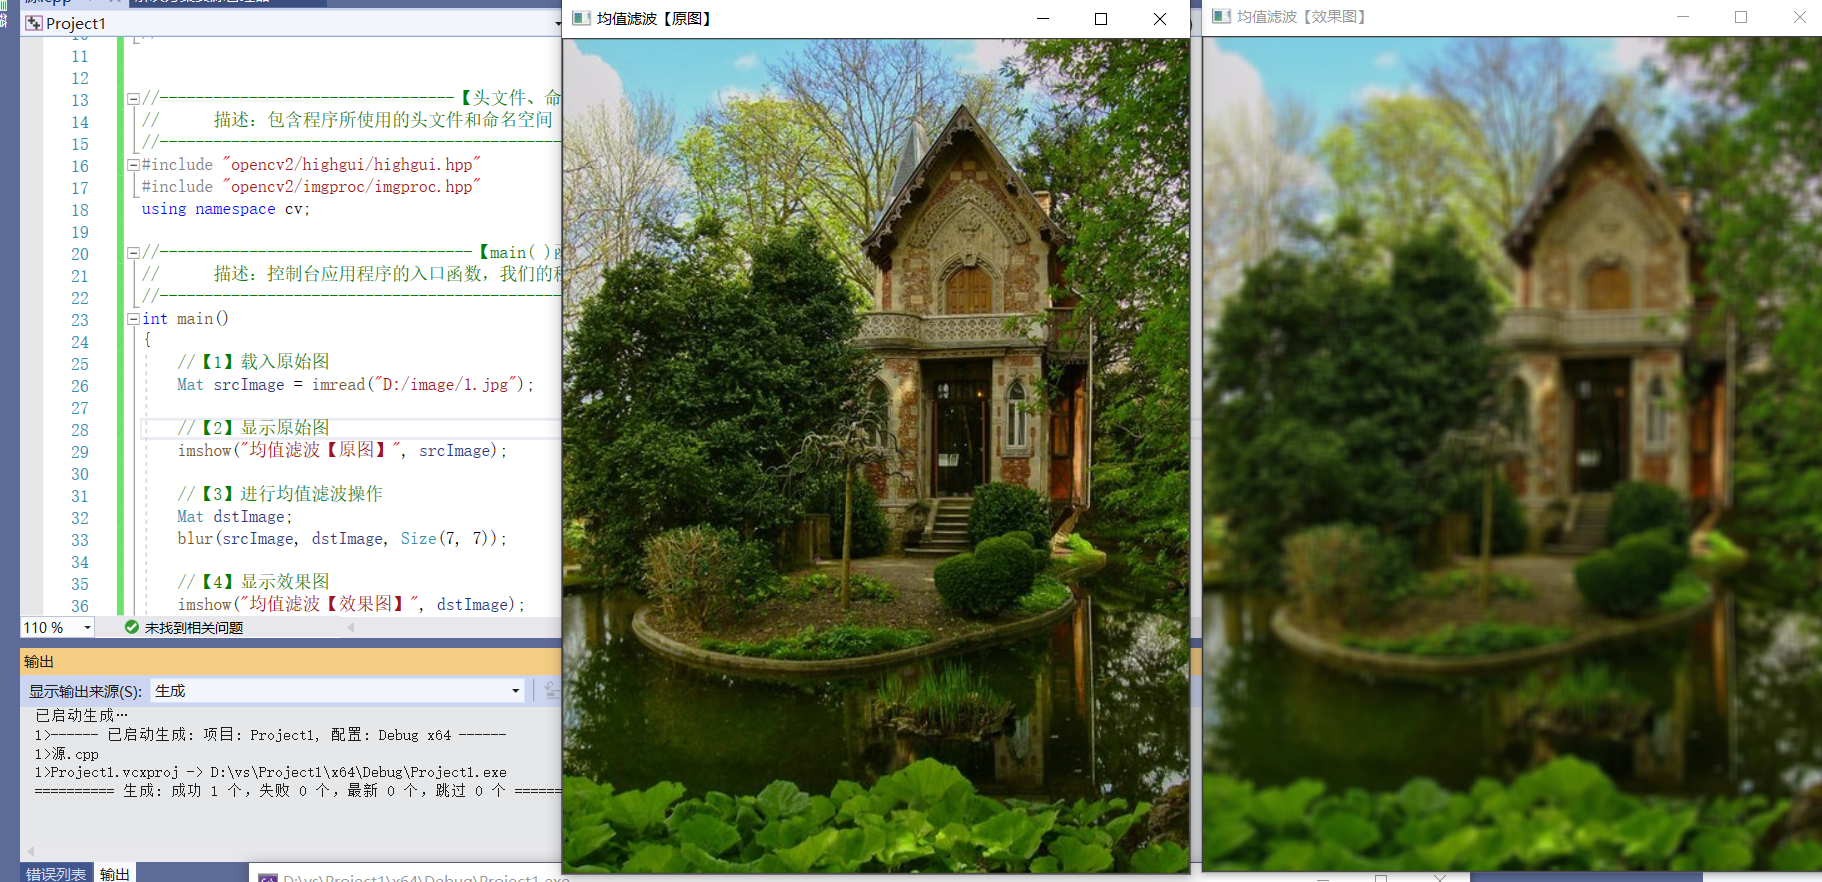 Project1
11
12
13 //---------------------------------【头文件、命
14 // 描述：包含程序所使用的头文件和命名空间
15 //---------------------------------------------
16 #include "opencv2/highgui/highgui.hpp"
17 #include "opencv2/imgproc/imgproc.hpp"
18 using namespace cv;
19
20 //-----------------------------------【main( )函
21 // 描述：控制台应用程序的入口函数，我们的程
22 //---------------------------------------------
23 int main()
24 {
25 //【1】载入原始图
26 Mat srcImage = imread("D:/image/1.jpg");
27
28 //【2】显示原始图
29 imshow("均值滤波【原图】", srcImage);
30
31 //【3】进行均值滤波操作
32 Mat dstImage;
33 blur(srcImage, dstImage, Size(7, 7));
34
35 //【4】显示效果图
36 imshow("均值滤波【效果图】", dstImage);
110 %
未找到相关问题
输出
显示输出来源(S): 生成
已启动生成…
1>------ 已启动生成: 项目: Project1, 配置: Debug x64 ------
1>源.cpp
1>Project1.vcxproj -> D:\vs\Project1\x64\Debug\Project1.exe
========== 生成: 成功 1 个，失败 0 个，最新 0 个，跳过 0 个 ======
错误列表 输出
D:\vs\Project1\x64\Debug\Project1.exe
均值滤波【原图】
均值滤波【效果图】